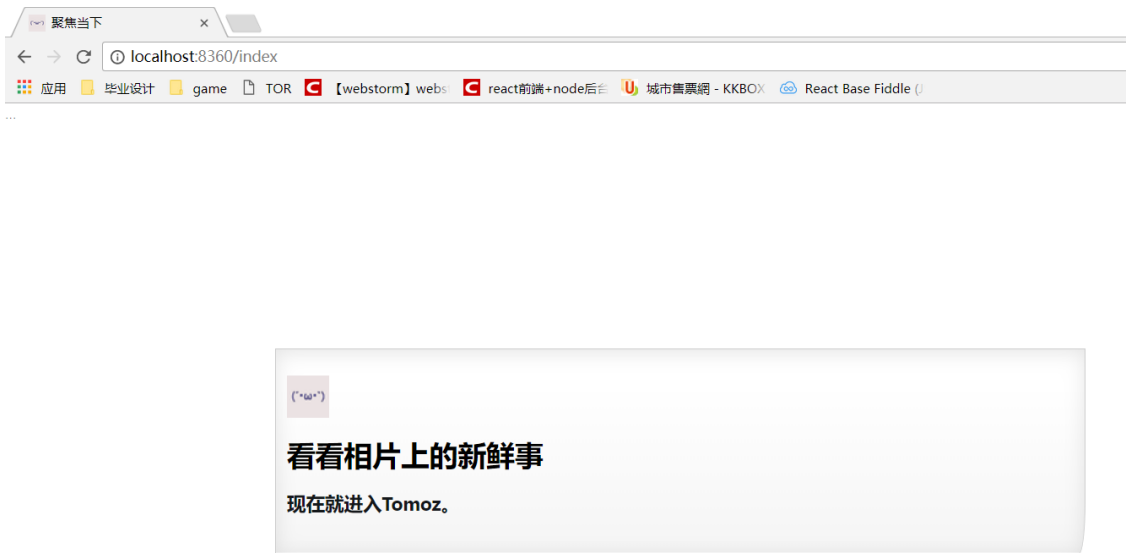 聚焦当下
localhost:8360/index
应用 毕业设计 game TOR 【webstorm】webs react前端+node后台 城市售票網 - KKBOX React Base Fiddle (J
...
(˘•ω•˘)
看看相片上的新鲜事
现在就进入Tomoz。